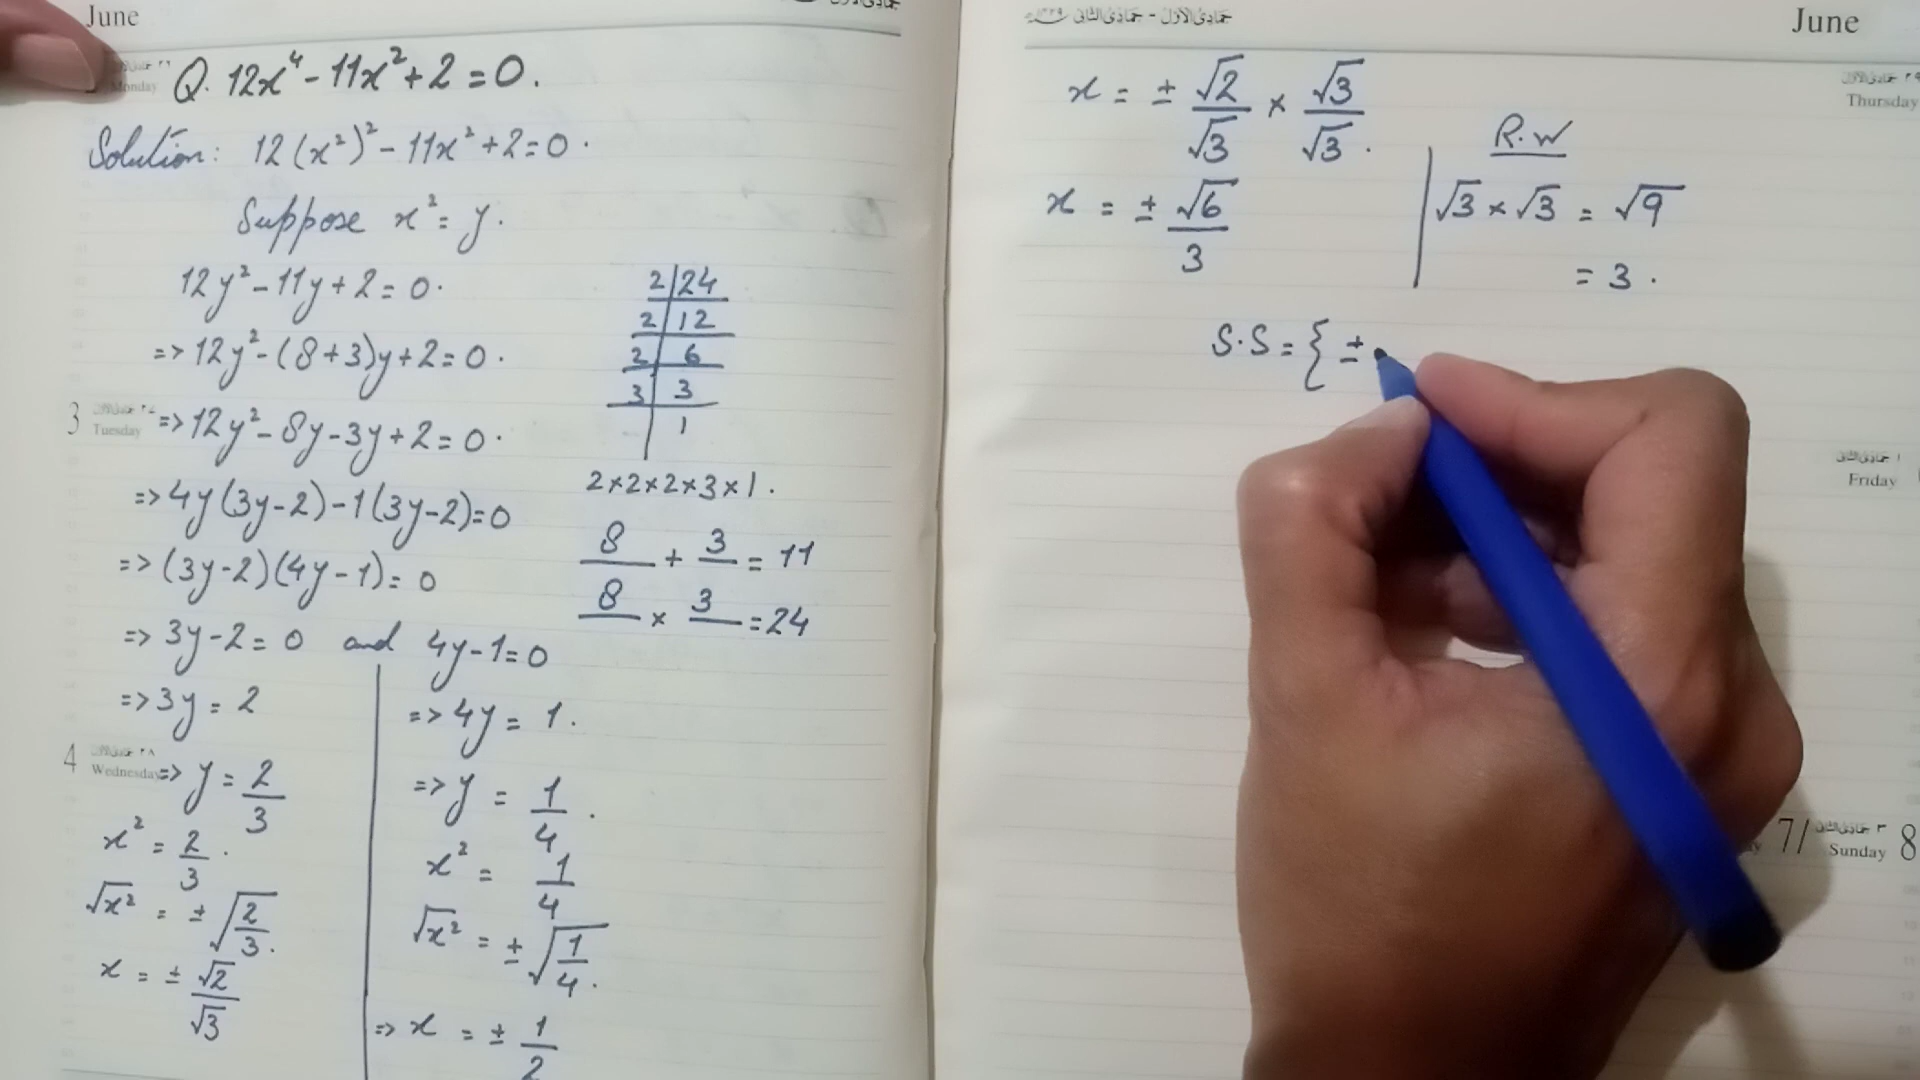 June
Monday
Q. 12x⁴ - 11x² + 2 = 0.
Solution: 12(x²)² - 11x² + 2 = 0.
Suppose x² = y.
12y² - 11y + 2 = 0.
=> 12y² - (8+3)y + 2 = 0.
3 Tuesday => 12y² - 8y - 3y + 2 = 0.
=> 4y(3y-2) - 1(3y-2) = 0
=> (3y-2)(4y-1) = 0
=> 3y - 2 = 0 and 4y - 1 = 0
=> 3y = 2
4 Wednesday => y = 2/3
x² = 2/3.
√x² = ± √(2/3).
x = ± √2/√3
=> 4y = 1.
=> y = 1/4.
x² = 1/4
√x² = ± √(1/4).
=> x = ± 1/2
2 | 24
2 | 12
2 | 6
3 | 3
| 1
2×2×2×3×1.
8 + 3 = 11
8 × 3 = 24
جمادى الأول - جمادى الثانى ١٤٢٩
June
Thursday
x = ± √2/√3 × √3/√3.
x = ± √6/3
R.W
√3 × √3 = √9
= 3.
S.S = { ±
Friday
7/
Sunday 8